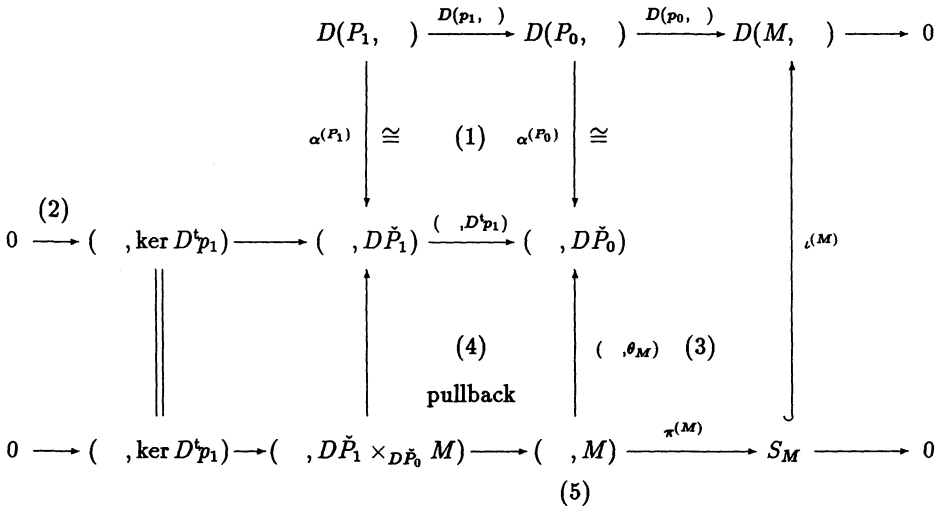 D(p₁, ) D(p₀, )
D(P₁, ) ⟶ D(P₀, ) ⟶ D(M, ) ⟶ 0
α^(P₁) ≅ (1) α^(P₀) ≅
(2) ( ,Dᵗp₁)
0 ⟶ ( , ker Dᵗp₁) ⟶ ( , DP̌₁) ⟶ ( , DP̌₀) ι^(M)
(4) ( ,θ_M) (3)
pullback
π^(M)
0 ⟶ ( , ker Dᵗp₁) ⟶ ( , DP̌₁ ×_{DP̌₀} M) ⟶ ( , M) ⟶ S_M ⟶ 0
(5)